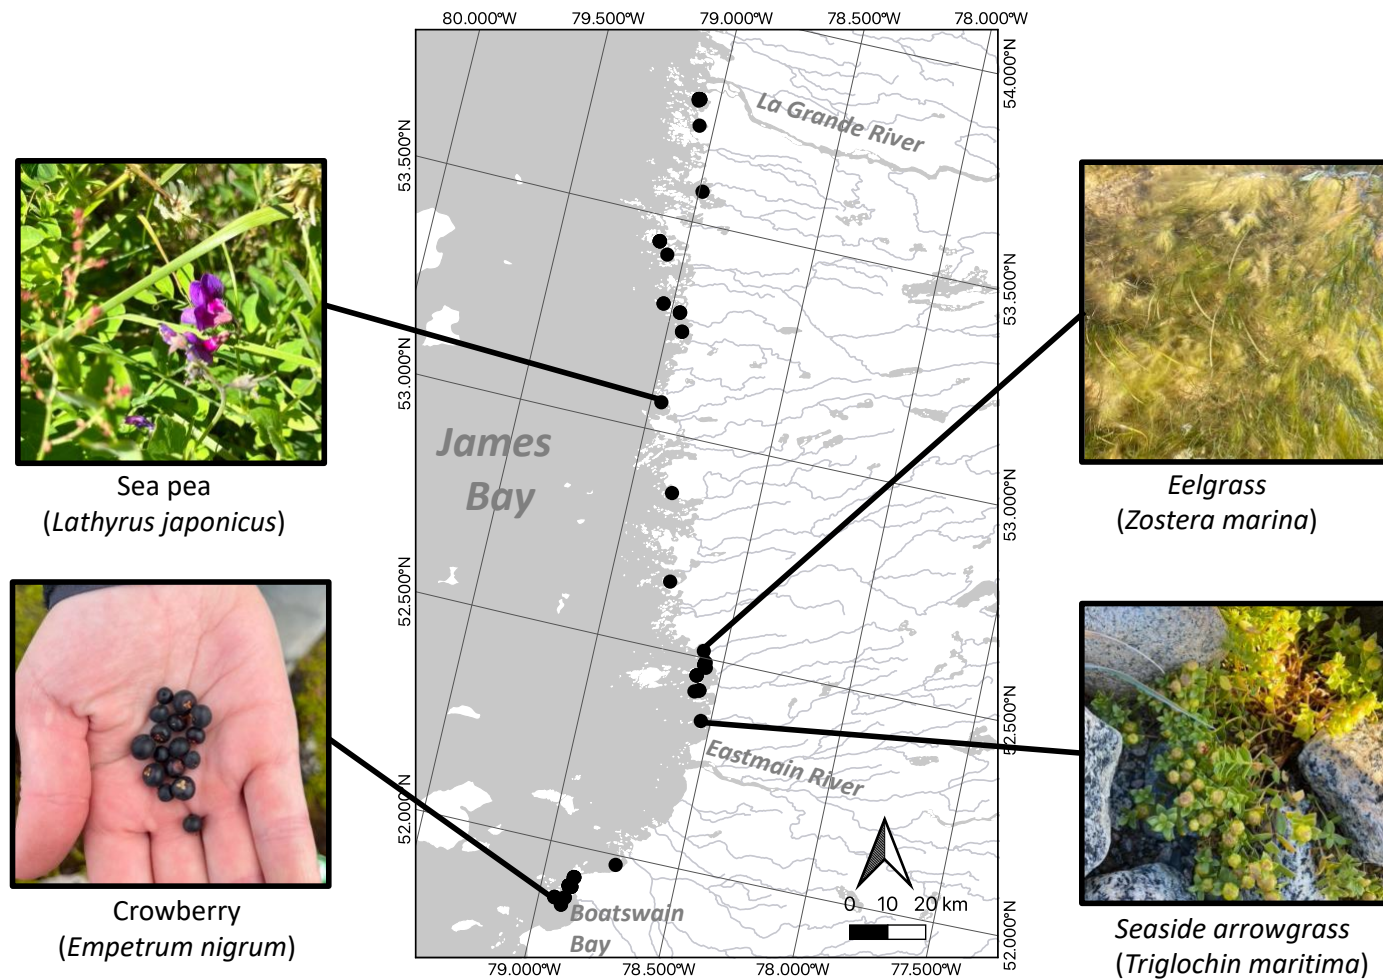 80.000°W
79.500°W
79.000°W
78.500°W
78.000°W
54.000°N
53.500°N
53.000°N
52.500°N
52.000°N
53.500°N
53.000°N
52.500°N
52.000°N
79.000°W
78.500°W
78.000°W
77.500°W
La Grande River
James
Bay
Eastmain River
Boatswain
Bay
0 10 20 km
Sea pea
(Lathyrus japonicus)
Crowberry
(Empetrum nigrum)
Eelgrass
(Zostera marina)
Seaside arrowgrass
(Triglochin maritima)